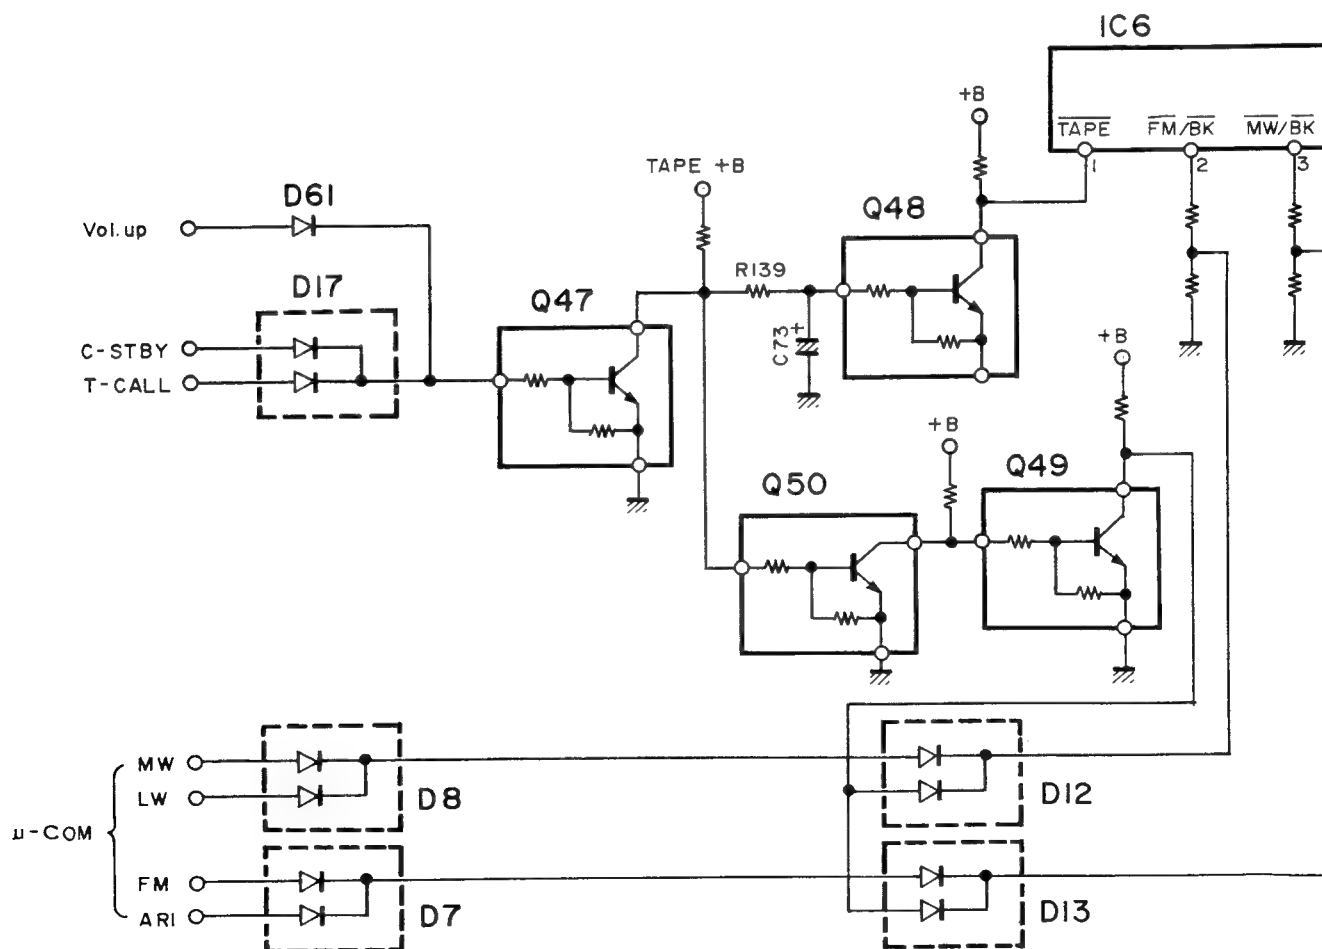 IC6
+B
TAPE
FM/BK
MW/BK
1
2
3
TAPE +B
D61
Q48
Vol.up
R139
D17
Q47
C73
+
C-STBY
T-CALL
+B
+B
Q50
Q49
MW
LW
D8
D12
μ-COM
FM
ARI
D7
D13